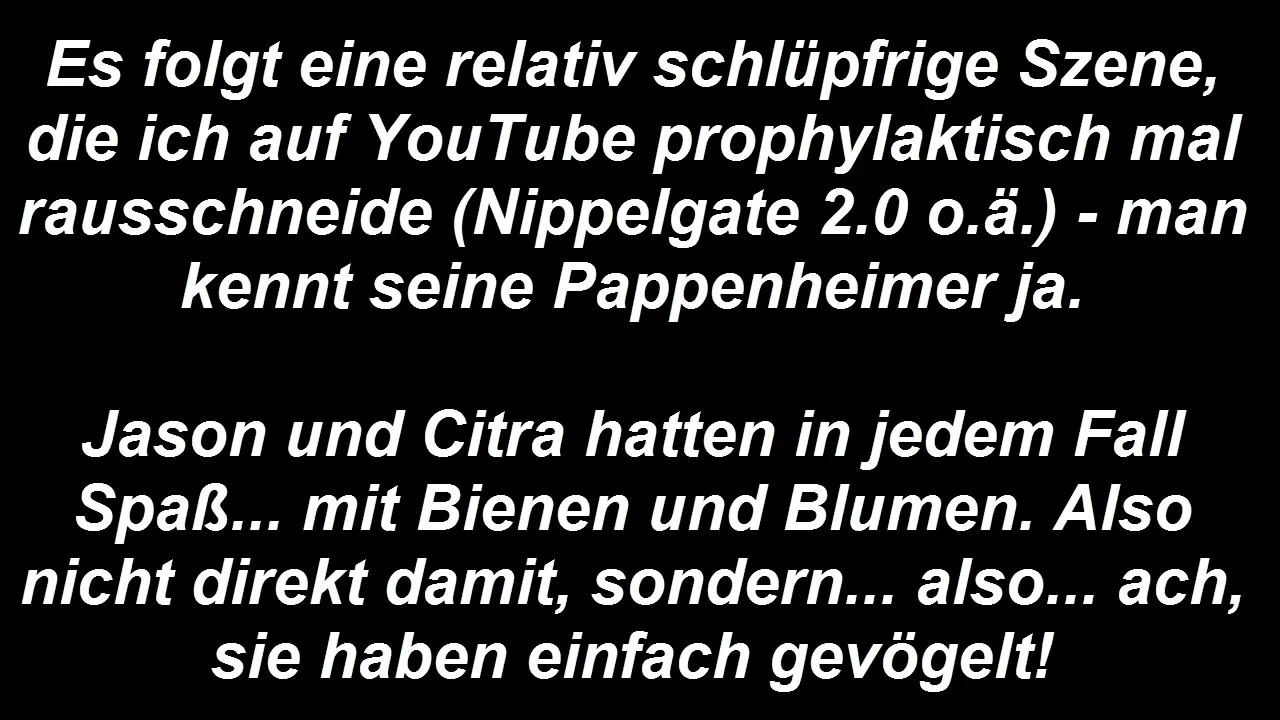 Es folgt eine relativ schlüpfrige Szene,
die ich auf YouTube prophylaktisch mal
rausschneide (Nippelgate 2.0 o.ä.) - man
kennt seine Pappenheimer ja.
Jason und Citra hatten in jedem Fall
Spaß... mit Bienen und Blumen. Also
nicht direkt damit, sondern... also... ach,
sie haben einfach gevögelt!